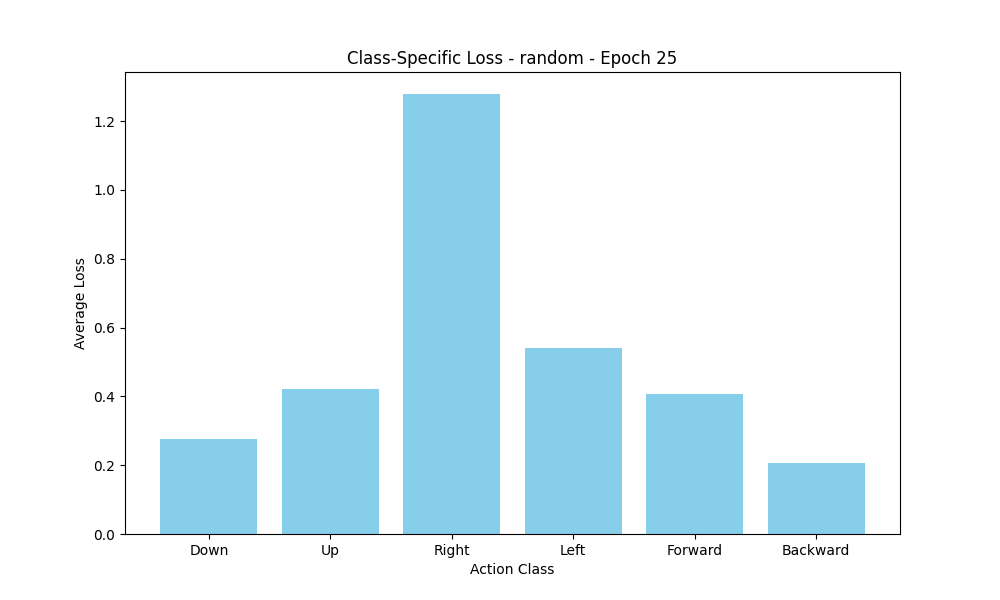 Class-Specific Loss - random - Epoch 25
Average Loss
1.2
1.0
0.8
0.6
0.4
0.2
0.0
Down Up Right Left Forward Backward
Action Class